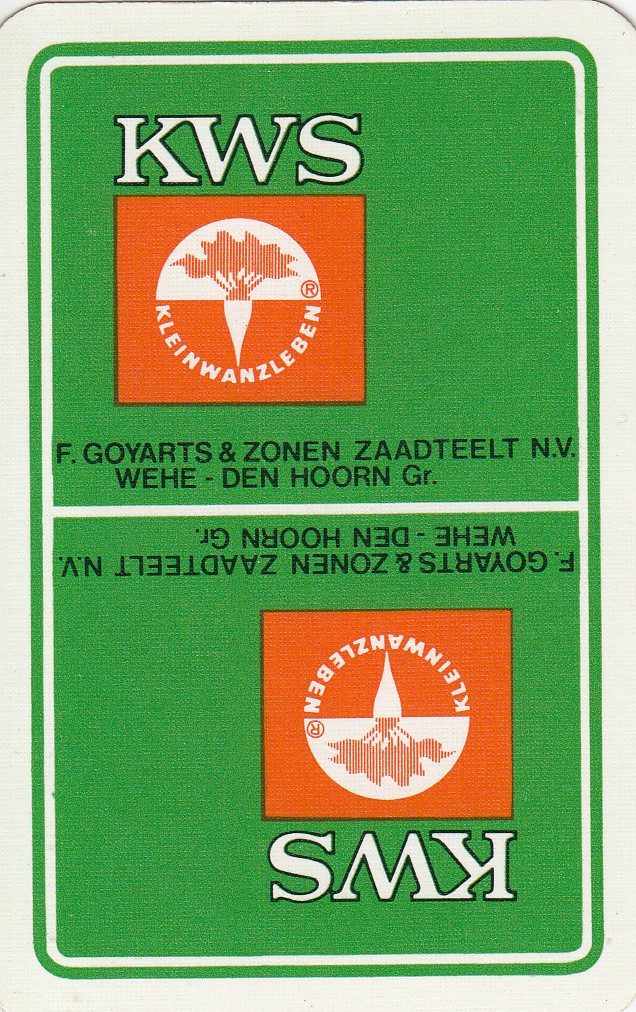 KWS
KLEINWANZLEBEN ®
F. GOYARTS & ZONEN ZAADTEELT N.V.
WEHE - DEN HOORN Gr.
KWS
KLEINWANZLEBEN ®
F. GOYARTS & ZONEN ZAADTEELT N.V.
WEHE - DEN HOORN Gr.